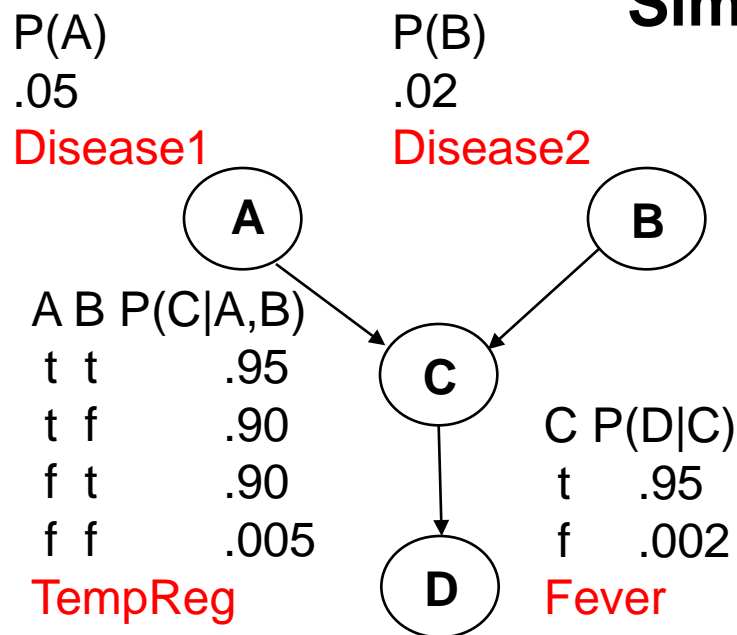 P(A)
.05
Disease1
P(B)
.02
Disease2
A
B
A B P(C|A,B)
t t .95
t f .90
f t .90
f f .005
TempReg
C
C P(D|C)
t .95
f .002
Fever
D